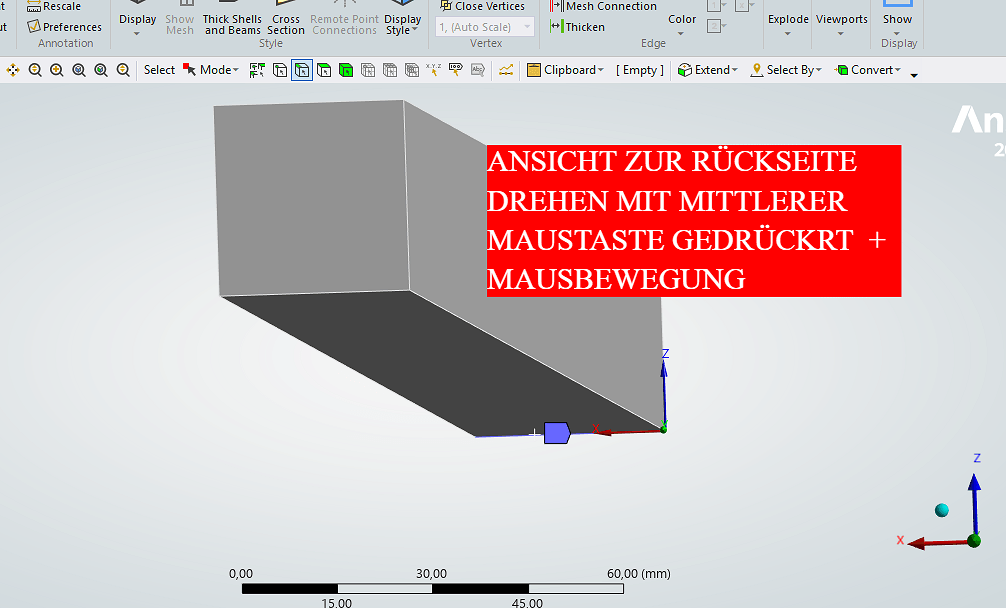 Rescale
Preferences
Annotation
Display
Show Mesh
Thick Shells and Beams
Cross Section
Remote Point Connections
Display Style
Style
Close Vertices
1, (Auto Scale)
Vertex
Mesh Connection
Thicken
Edge
Color
Explode
Viewports
Show
Display
Select
Mode
X.Y.Z
Clipboard
[ Empty ]
Extend
Select By
Convert
An
ANSICHT ZUR RÜCKSEITE
DREHEN MIT MITTLERER
MAUSTASTE GEDRÜCKRT +
MAUSBEWEGUNG
Z
X
Z
X
0,00
30,00
60,00 (mm)
15,00
45,00